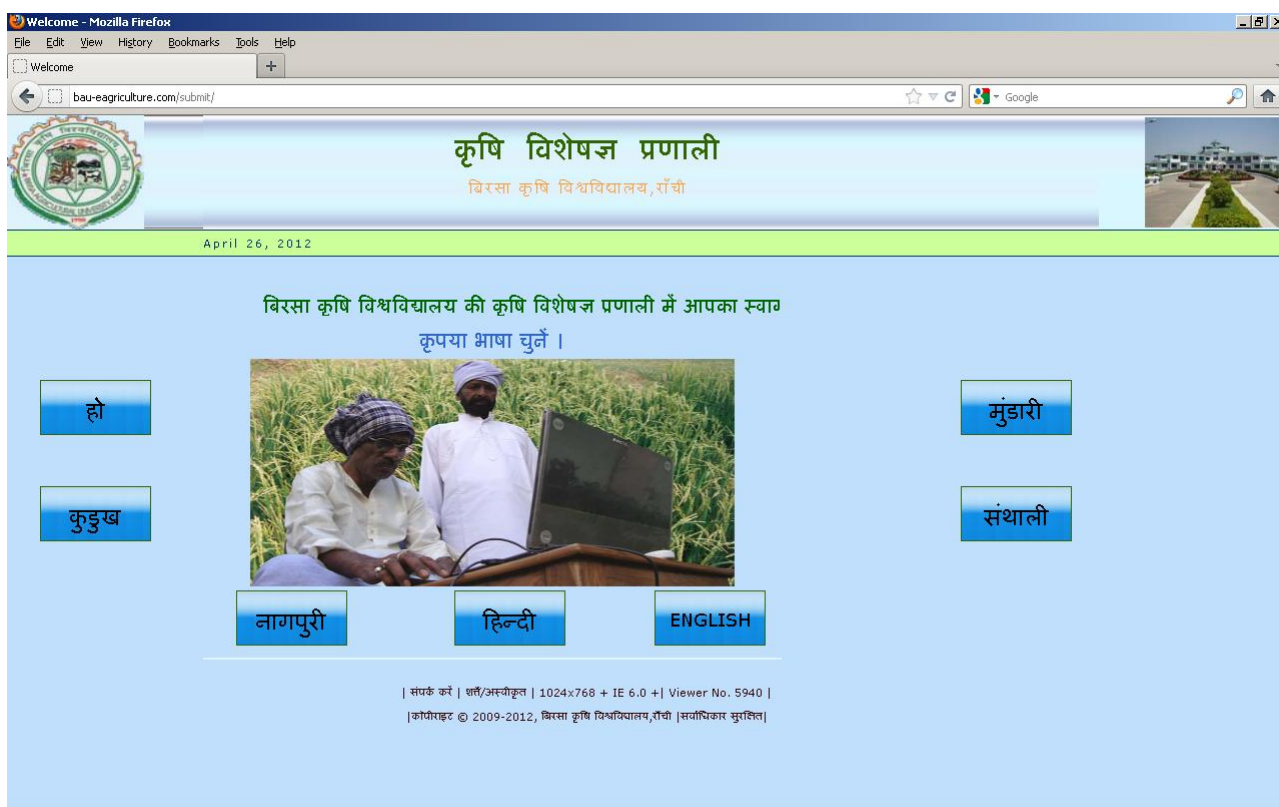 Welcome - Mozilla Firefox
File Edit View History Bookmarks Tools Help
Welcome
bau-eagriculture.com/submit/
Google
कृषि विशेषज्ञ प्रणाली
बिरसा कृषि विश्वविद्यालय,राँची
April 26, 2012
बिरसा कृषि विश्वविद्यालय की कृषि विशेषज्ञ प्रणाली में आपका
कृपया भाषा चुनें |
हो
मुंडारी
कुड़ुख
संथाली
नागपुरी हिन्दी ENGLISH
| संपर्क करें | शर्तें/अस्वीकृत | 1024x768 + IE 6.0 +| Viewer No. 5940 |
|कॉपीराइट © 2009-2012, बिरसा कृषि विश्वविद्यालय,राँची |सर्वाधिकार सुरक्षित|